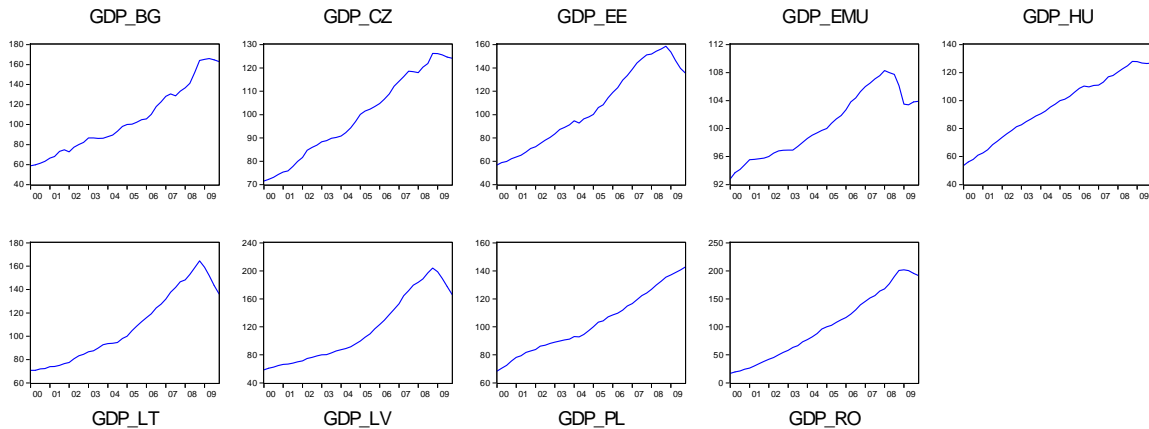 GDP_BG GDP_CZ GDP_EE GDP_EMU GDP_HU
180 130 160 112 140
160 120 140 108 120
140 110 120 104 100
120 100 100 100 80
100 90 80 96 60
80 80 60 92 40
60 70 40
40
00 01 02 03 04 05 06 07 08 09 00 01 02 03 04 05 06 07 08 09 00 01 02 03 04 05 06 07 08 09 00 01 02 03 04 05 06 07 08 09 00 01 02 03 04 05 06 07 08 09
180 240 160 250
160 200 140 200
140 160 120 150
120 120 100 100
100 80 80 50
80 40 60 0
60
00 01 02 03 04 05 06 07 08 09 00 01 02 03 04 05 06 07 08 09 00 01 02 03 04 05 06 07 08 09 00 01 02 03 04 05 06 07 08 09
GDP_LT GDP_LV GDP_PL GDP_RO